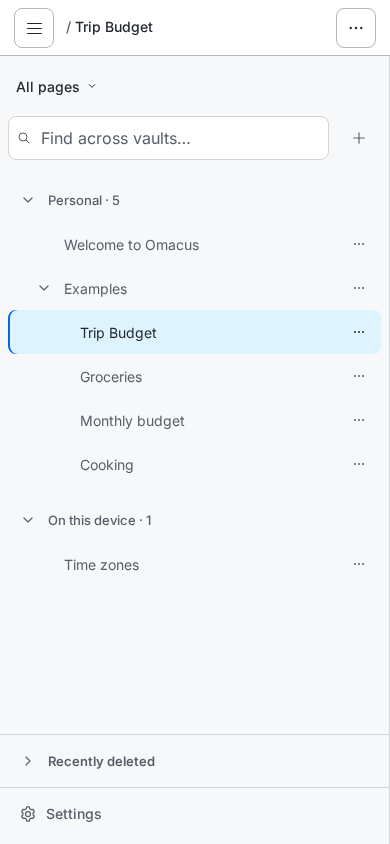 / Trip Budget
All pages
Find across vaults...
Personal · 5
Welcome to Omacus
Examples
Trip Budget
Groceries
Monthly budget
Cooking
On this device · 1
Time zones
Recently deleted
Settings